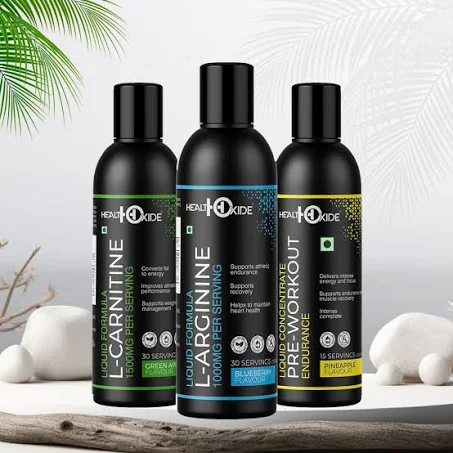 HEALTHOXIDE
LIQUID FORMULA
L-CARNITINE
1500MG PER SERVING
Converts fat
to energy
Improves athletic
performance
Supports weight
management
30 SERVINGS
GREEN AP
FLAVOUR
HEALTHOXIDE
LIQUID FORMULA
L-ARGININE
1000MG PER SERVING
Supports athletic
endurance
Supports
recovery
Helps to maintain
heart health
30 SERVINGS
BLUEBERRY
FLAVOUR
HEALTHOXIDE
LIQUID CONCENTRATE
PRE-WORKOUT
ENDURANCE
Delivers intense
energy and focus
Supports endurance
muscle recovery
Intense
complete
15 SERVINGS
PINEAPPLE
FLAVOUR